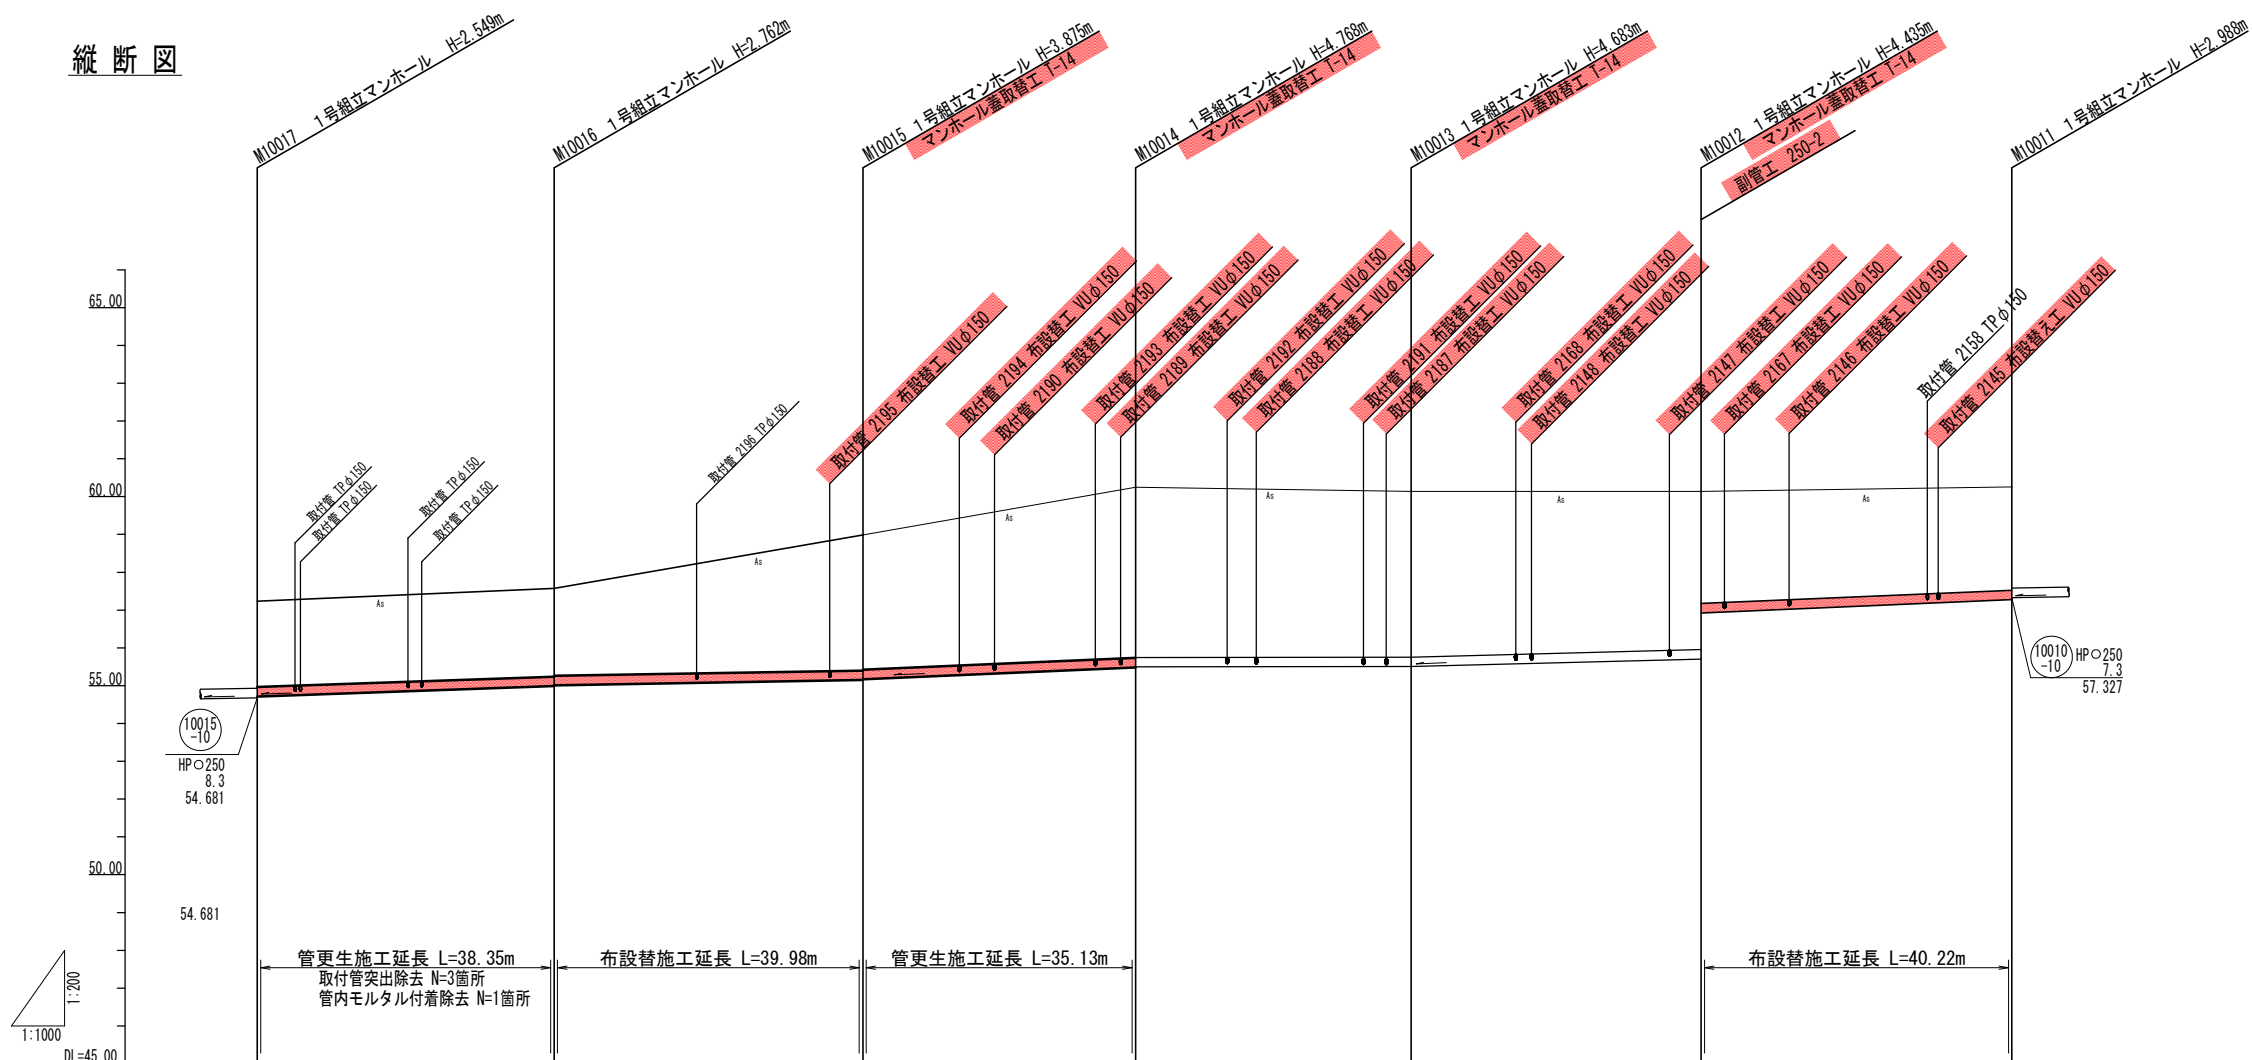 縦 断 図
M10017 1号組立マンホール H=2.549m
M10016 1号組立マンホール H=2.762m
M10015 1号組立マンホール H=3.875m
マンホール蓋取替工 T-14
M10014 1号組立マンホール H=4.768m
マンホール蓋取替工 T-14
M10013 1号組立マンホール H=4.683m
マンホール蓋取替工 T-14
M10012 1号組立マンホール H=4.435m
マンホール蓋取替工 T-14
副管工 250-2
M10011 1号組立マンホール H=2.988m
65.00
60.00
55.00
50.00
DL=45.00
取付管 TPφ150
取付管 TPφ150
取付管 TPφ150
取付管 TPφ150
取付管 2196 TPφ150
取付管 2195 布設替工 VUφ150
取付管 2194 布設替工 VUφ150
取付管 2190 布設替工 VUφ150
取付管 2193 布設替工 VUφ150
取付管 2189 布設替工 VUφ150
取付管 2192 布設替工 VUφ150
取付管 2188 布設替工 VUφ150
取付管 2191 布設替工 VUφ150
取付管 2187 布設替工 VUφ150
取付管 2168 布設替工 VUφ150
取付管 2148 布設替工 VUφ150
取付管 2147 布設替工 VUφ150
取付管 2167 布設替工 VUφ150
取付管 2146 布設替工 VUφ150
取付管 2158 TPφ150
取付管 2145 布設替え工 VUφ150
As
As
As
As
As
As
10015
-10
HP○250
8.3
54.681
54.681
10010
-10
HP○250
7.3
57.327
管更生施工延長 L=38.35m
取付管突出除去 N=3箇所
管内モルタル付着除去 N=1箇所
布設替施工延長 L=39.98m
管更生施工延長 L=35.13m
布設替施工延長 L=40.22m
1:200
1:1000